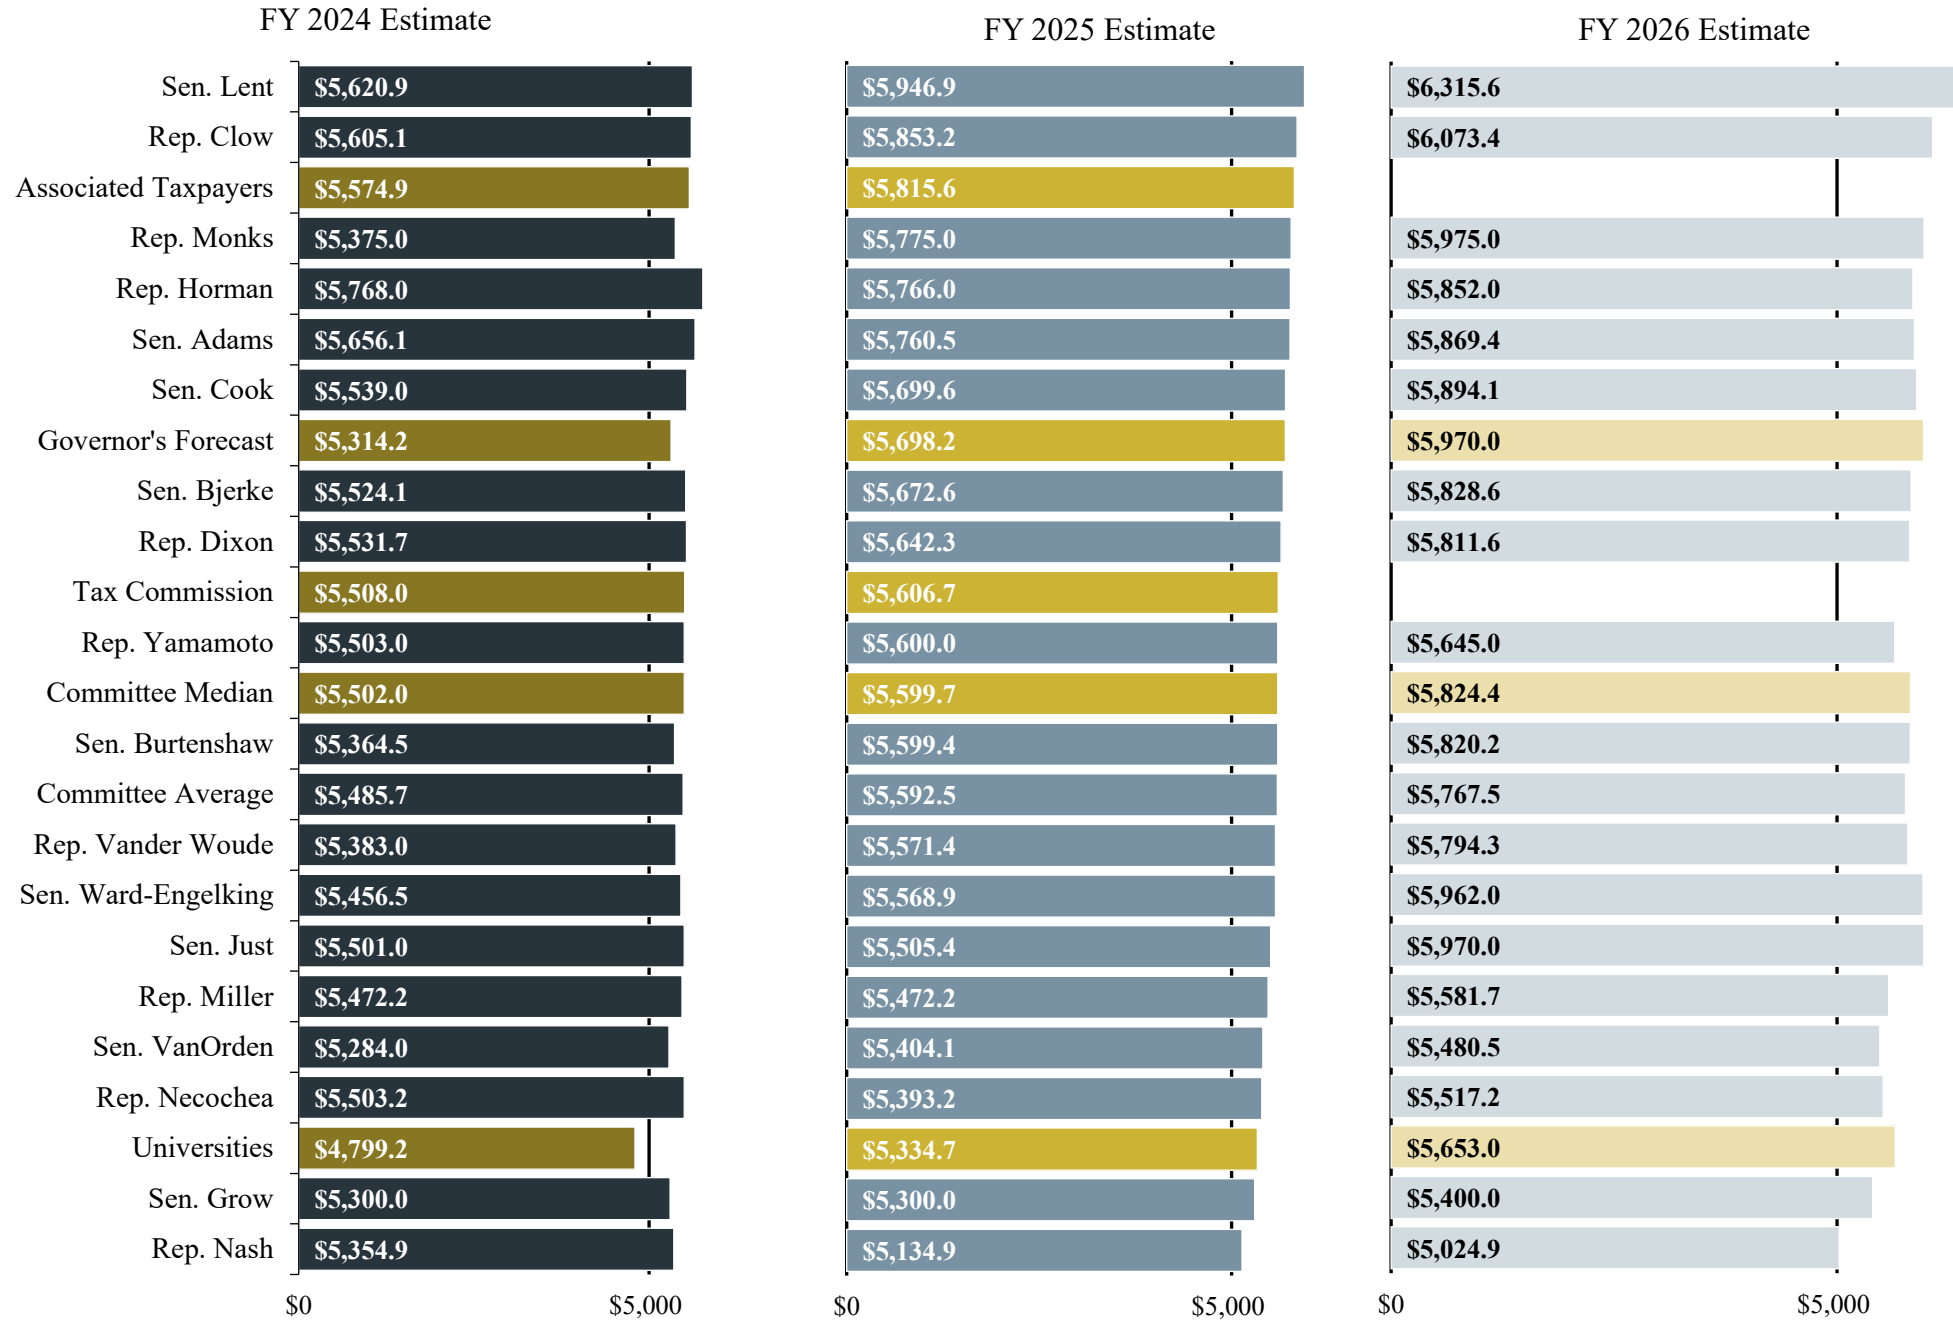 FY 2024 Estimate FY 2025 Estimate FY 2026 Estimate
Sen. Lent $5,620.9 $5,946.9 $6,315.6
Rep. Clow $5,605.1 $5,853.2 $6,073.4
Associated Taxpayers $5,574.9 $5,815.6
Rep. Monks $5,375.0 $5,775.0 $5,975.0
Rep. Horman $5,768.0 $5,766.0 $5,852.0
Sen. Adams $5,656.1 $5,760.5 $5,869.4
Sen. Cook $5,539.0 $5,699.6 $5,894.1
Governor's Forecast $5,314.2 $5,698.2 $5,970.0
Sen. Bjerke $5,524.1 $5,672.6 $5,828.6
Rep. Dixon $5,531.7 $5,642.3 $5,811.6
Tax Commission $5,508.0 $5,606.7
Rep. Yamamoto $5,503.0 $5,600.0 $5,645.0
Committee Median $5,502.0 $5,599.7 $5,824.4
Sen. Burtenshaw $5,364.5 $5,599.4 $5,820.2
Committee Average $5,485.7 $5,592.5 $5,767.5
Rep. Vander Woude $5,383.0 $5,571.4 $5,794.3
Sen. Ward-Engelking $5,456.5 $5,568.9 $5,962.0
Sen. Just $5,501.0 $5,505.4 $5,970.0
Rep. Miller $5,472.2 $5,472.2 $5,581.7
Sen. VanOrden $5,284.0 $5,404.1 $5,480.5
Rep. Necochea $5,503.2 $5,393.2 $5,517.2
Universities $4,799.2 $5,334.7 $5,653.0
Sen. Grow $5,300.0 $5,300.0 $5,400.0
Rep. Nash $5,354.9 $5,134.9 $5,024.9
$0 $5,000 $0 $5,000 $0 $5,000